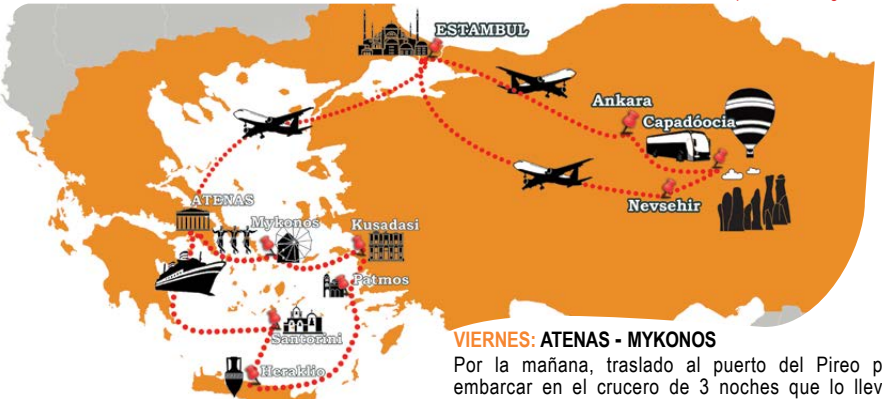 ESTAMBUL
Ankara
Capadóocia
Nevsehir
ATENAS
Mykonos
Kusadasi
Patmos
Santorini
Heraklio
VIERNES: ATENAS - MYKONOS
Por la mañana, traslado al puerto del Pireo p
embarcar en el crucero de 3 noches que lo llev